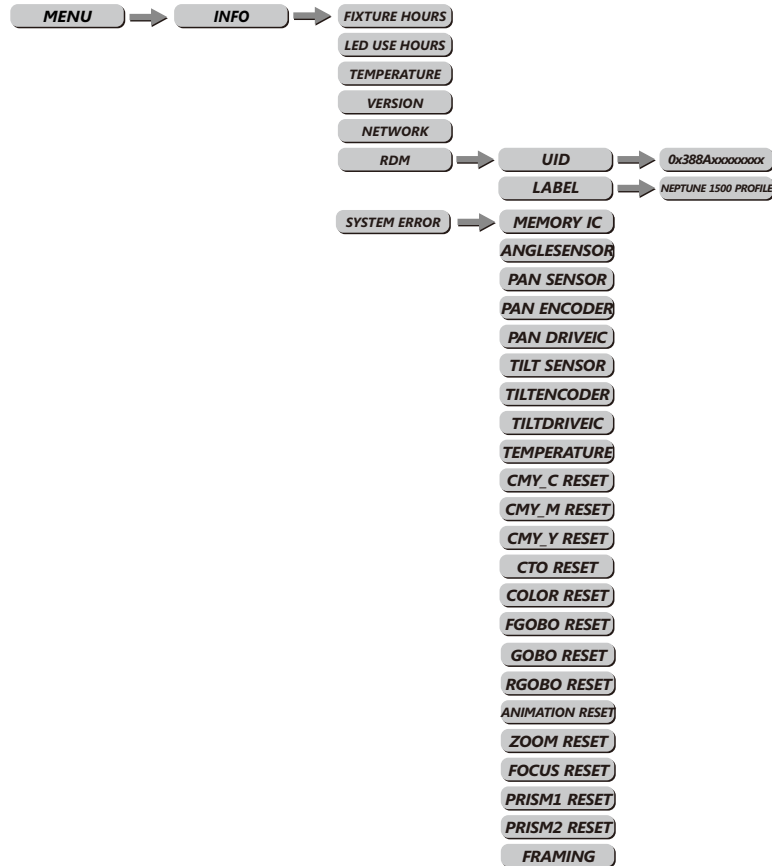 MENU INFO FIXTURE HOURS
LED USE HOURS
TEMPERATURE
VERSION
NETWORK
RDM UID 0x388Axxxxxxxx
LABEL NEPTUNE 1500 PROFILE
SYSTEM ERROR MEMORY IC
ANGLESENSOR
PAN SENSOR
PAN ENCODER
PAN DRIVEIC
TILT SENSOR
TILTENCODER
TILTDRIVEIC
TEMPERATURE
CMY_C RESET
CMY_M RESET
CMY_Y RESET
CTO RESET
COLOR RESET
FGOBO RESET
GOBO RESET
RGOBO RESET
ANIMATION RESET
ZOOM RESET
FOCUS RESET
PRISM1 RESET
PRISM2 RESET
FRAMING